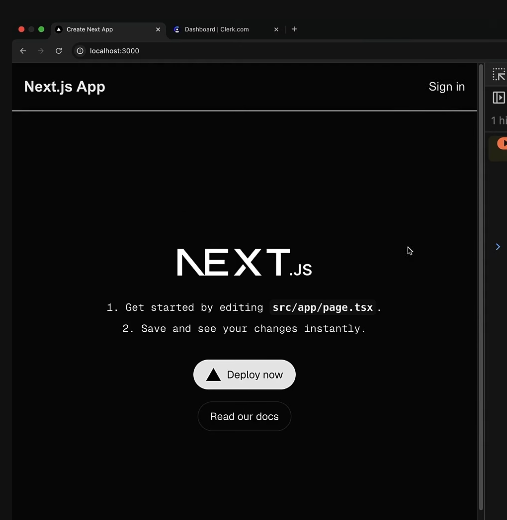 Create Next App
Dashboard | Clerk.com
localhost:3000
Next.js App
Sign in
1 hi
NEXT.JS
1. Get started by editing src/app/page.tsx.
2. Save and see your changes instantly.
Deploy now
Read our docs